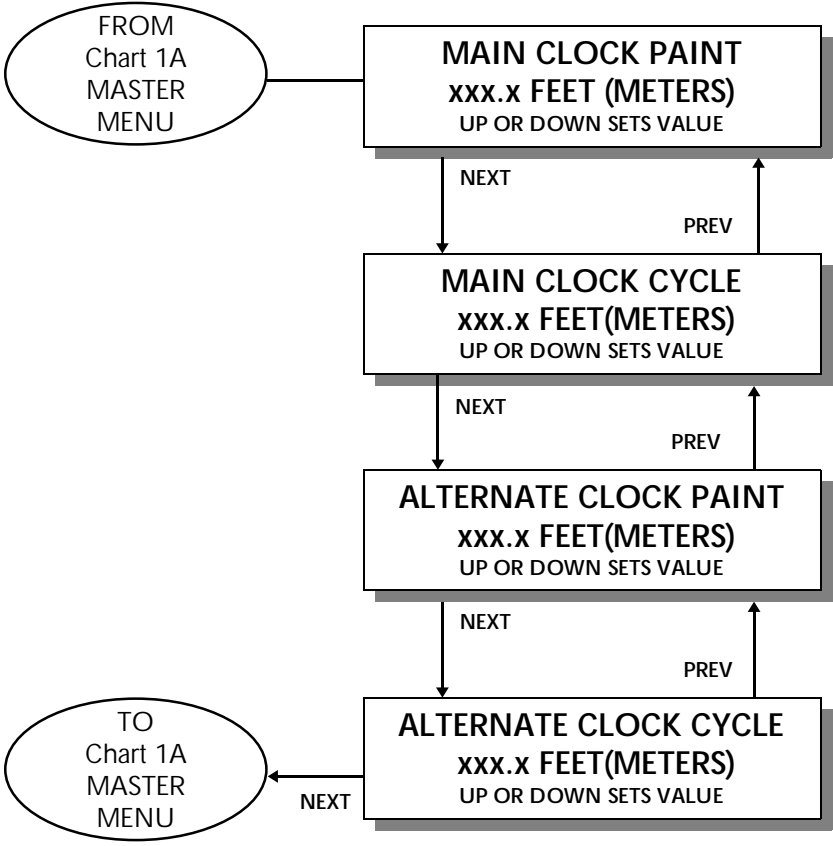 FROM
Chart 1A
MASTER
MENU
MAIN CLOCK PAINT
xxx.x FEET (METERS)
UP OR DOWN SETS VALUE
NEXT
PREV
MAIN CLOCK CYCLE
xxx.x FEET(METERS)
UP OR DOWN SETS VALUE
NEXT
PREV
ALTERNATE CLOCK PAINT
xxx.x FEET(METERS)
UP OR DOWN SETS VALUE
NEXT
PREV
ALTERNATE CLOCK CYCLE
xxx.x FEET(METERS)
UP OR DOWN SETS VALUE
NEXT
TO
Chart 1A
MASTER
MENU